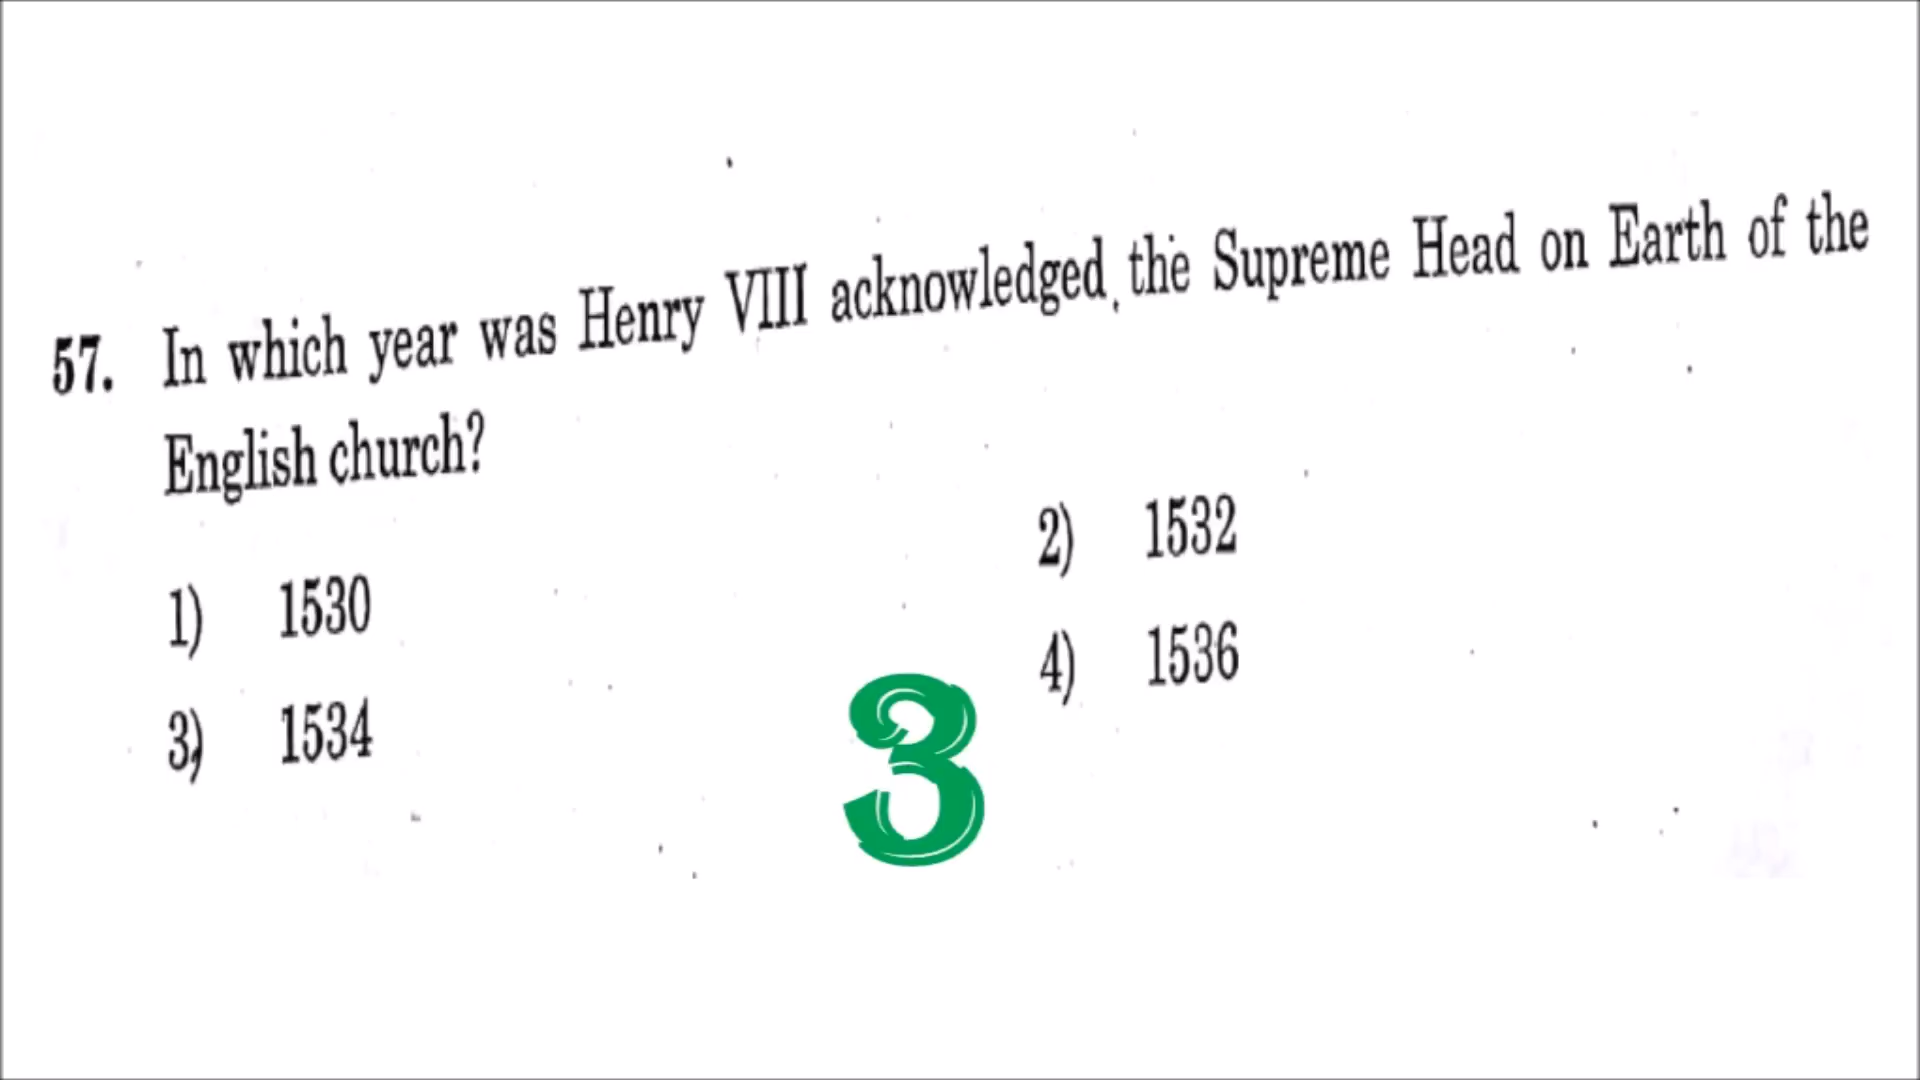 57. In which year was Henry VIII acknowledged the Supreme Head on Earth of the
English church?
1) 1530
2) 1532
3) 1534
4) 1536
3